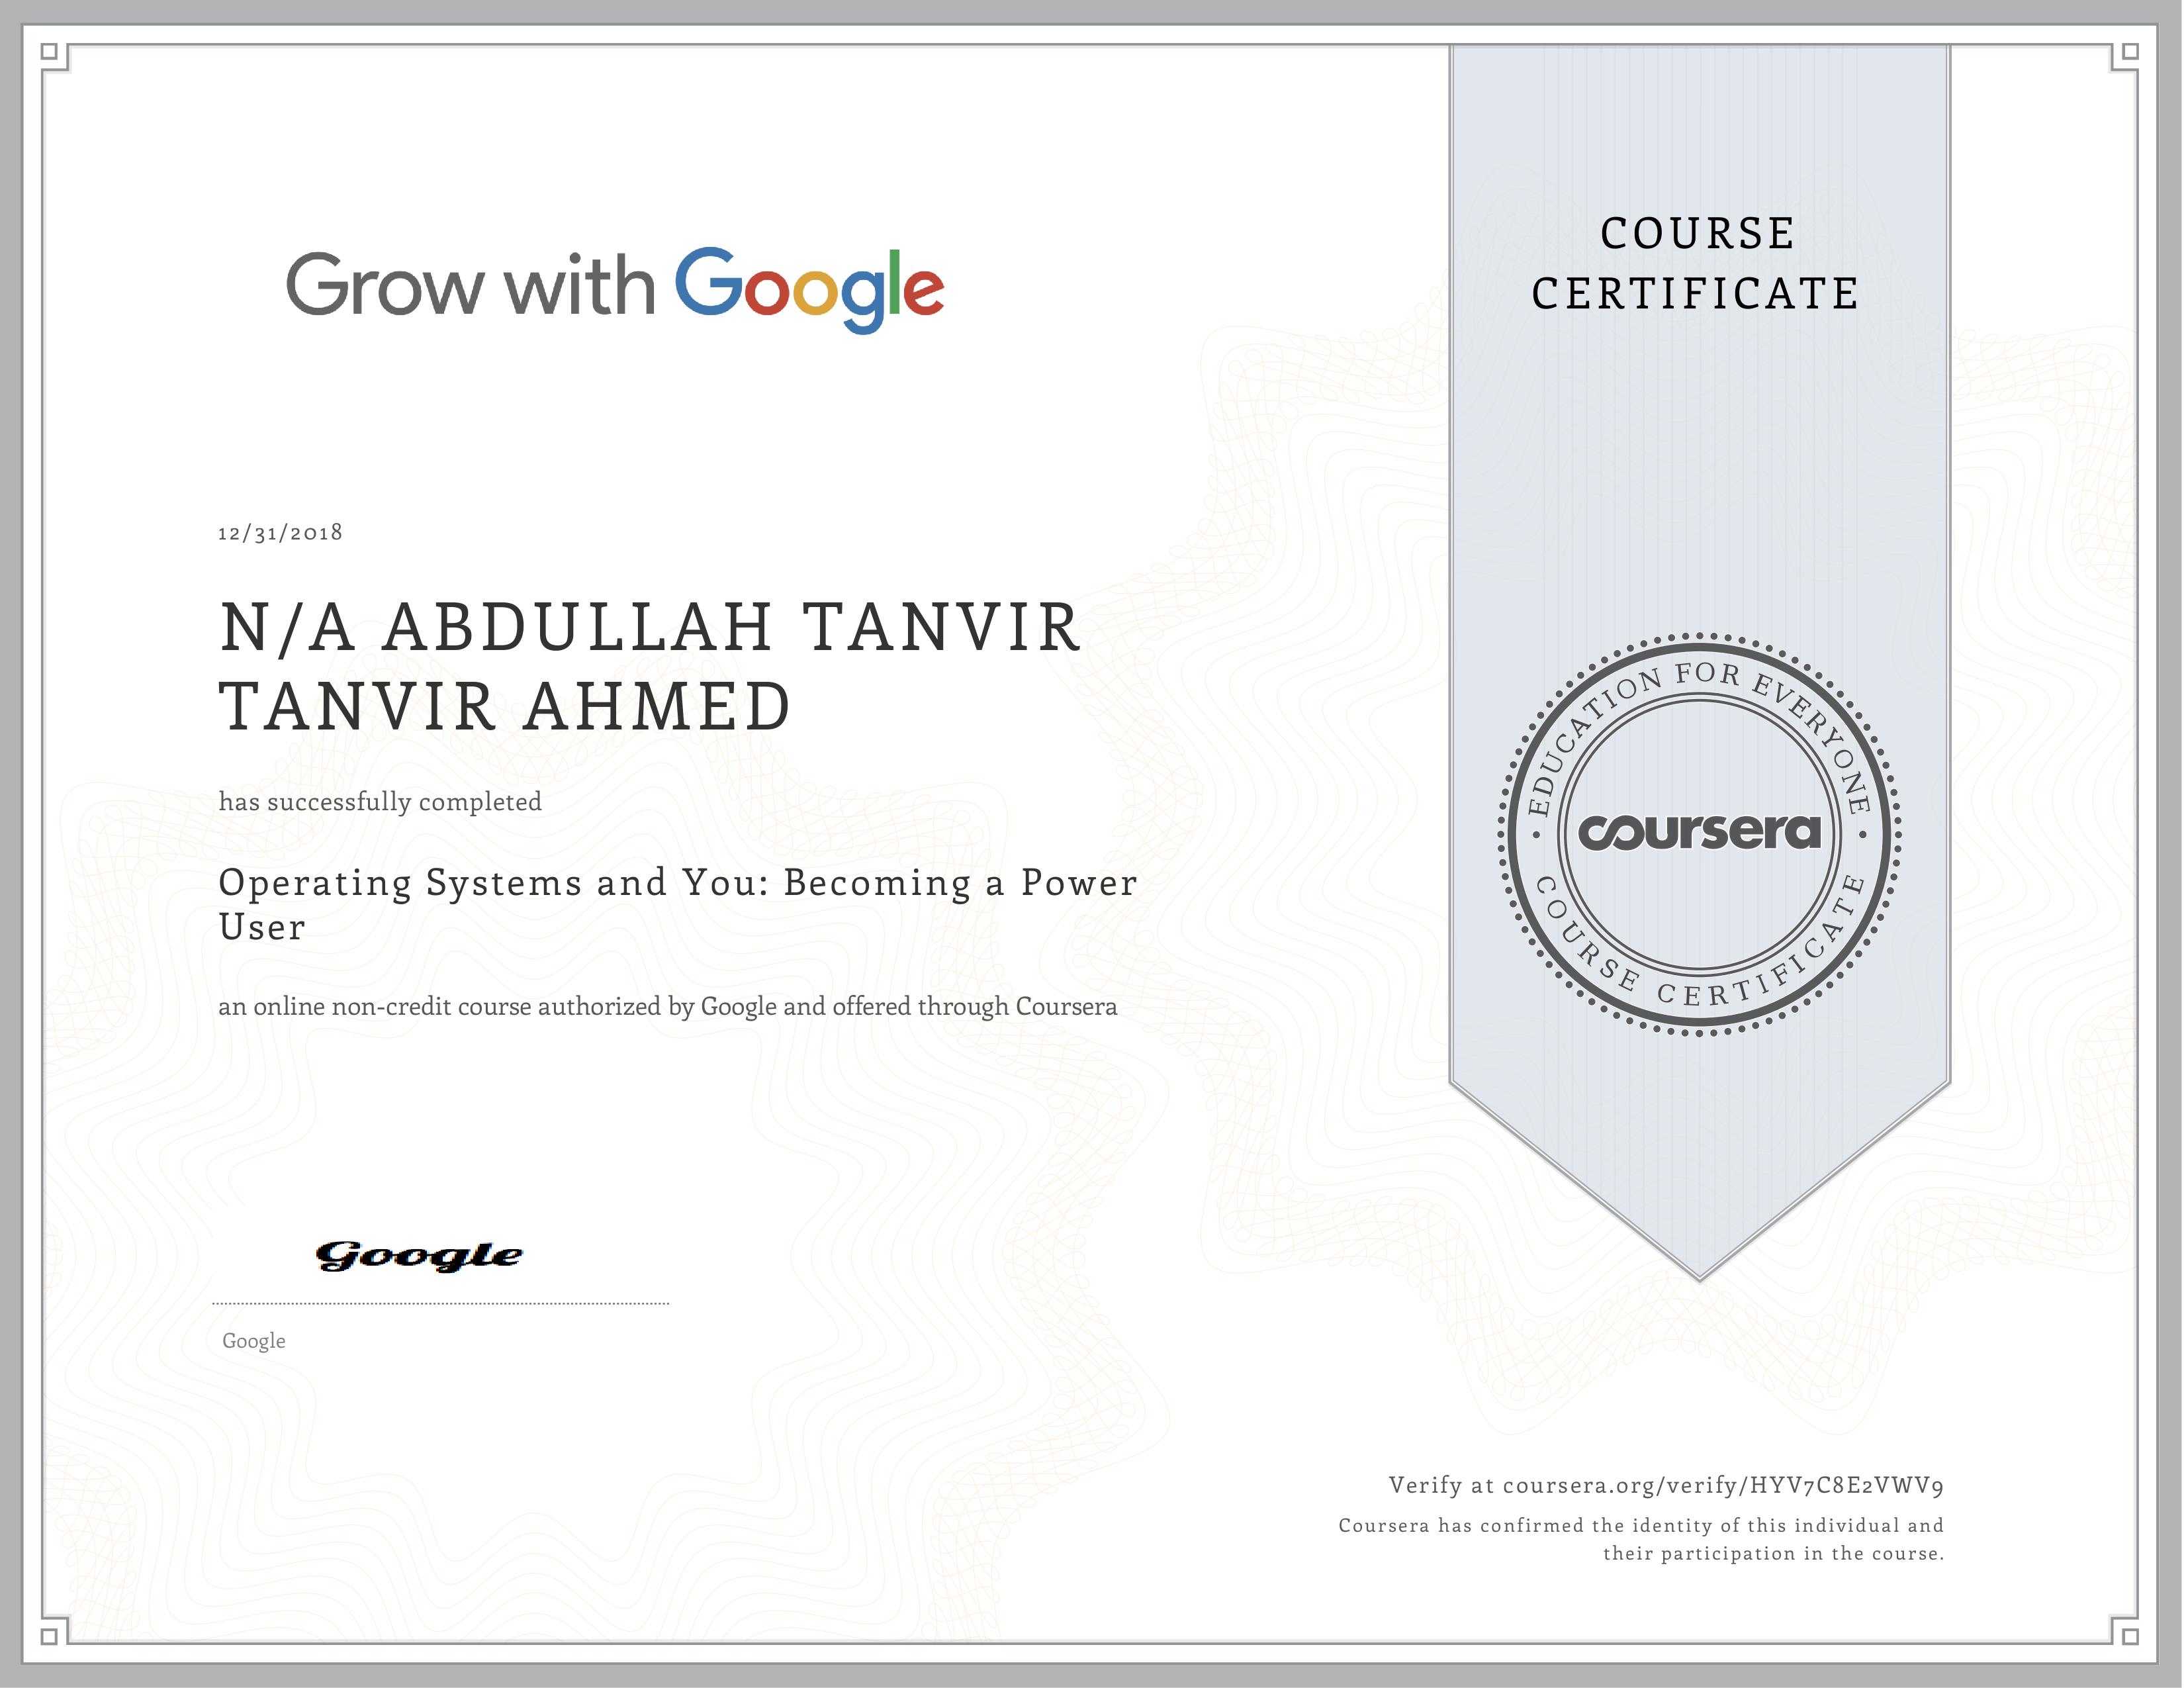 Grow with Google
COURSE
CERTIFICATE
12/31/2018
N/A ABDULLAH TANVIR
TANVIR AHMED
has successfully completed
Operating Systems and You: Becoming a Power
User
an online non-credit course authorized by Google and offered through Coursera
EDUCATION FOR EVERYONE
coursera
COURSE CERTIFICATE
Google
Google
Verify at coursera.org/verify/HYV7C8E2VWV9
Coursera has confirmed the identity of this individual and
their participation in the course.